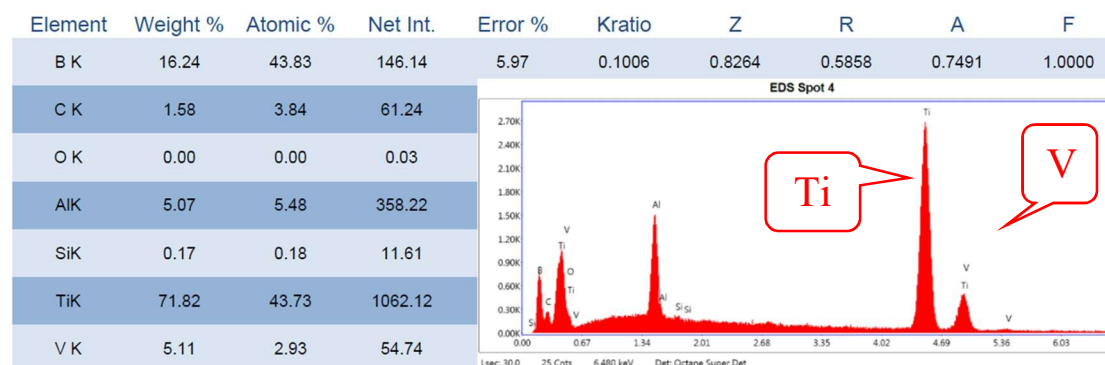 Element Weight % Atomic % Net Int. Error % Kratio Z R A F
B K 16.24 43.83 146.14 5.97 0.1006 0.8264 0.5858 0.7491 1.0000
C K 1.58 3.84 61.24
O K 0.00 0.00 0.03
AlK 5.07 5.48 358.22
SiK 0.17 0.18 11.61
TiK 71.82 43.73 1062.12
V K 5.11 2.93 54.74
EDS Spot 4
2.70K
2.40K
2.10K
1.80K
1.50K
1.20K
0.90K
0.60K
0.30K
0.00K
Si
B
C
V
Ti
O
Ti
V
Al
Al
Si
Si
Ti
V
Ti
V
Ti
V
0.00 0.67 1.34 2.01 2.68 3.35 4.02 4.69 5.36 6.03
Lsec: 30.0 25 Cnts 6.480 keV Det: Octane Super Det